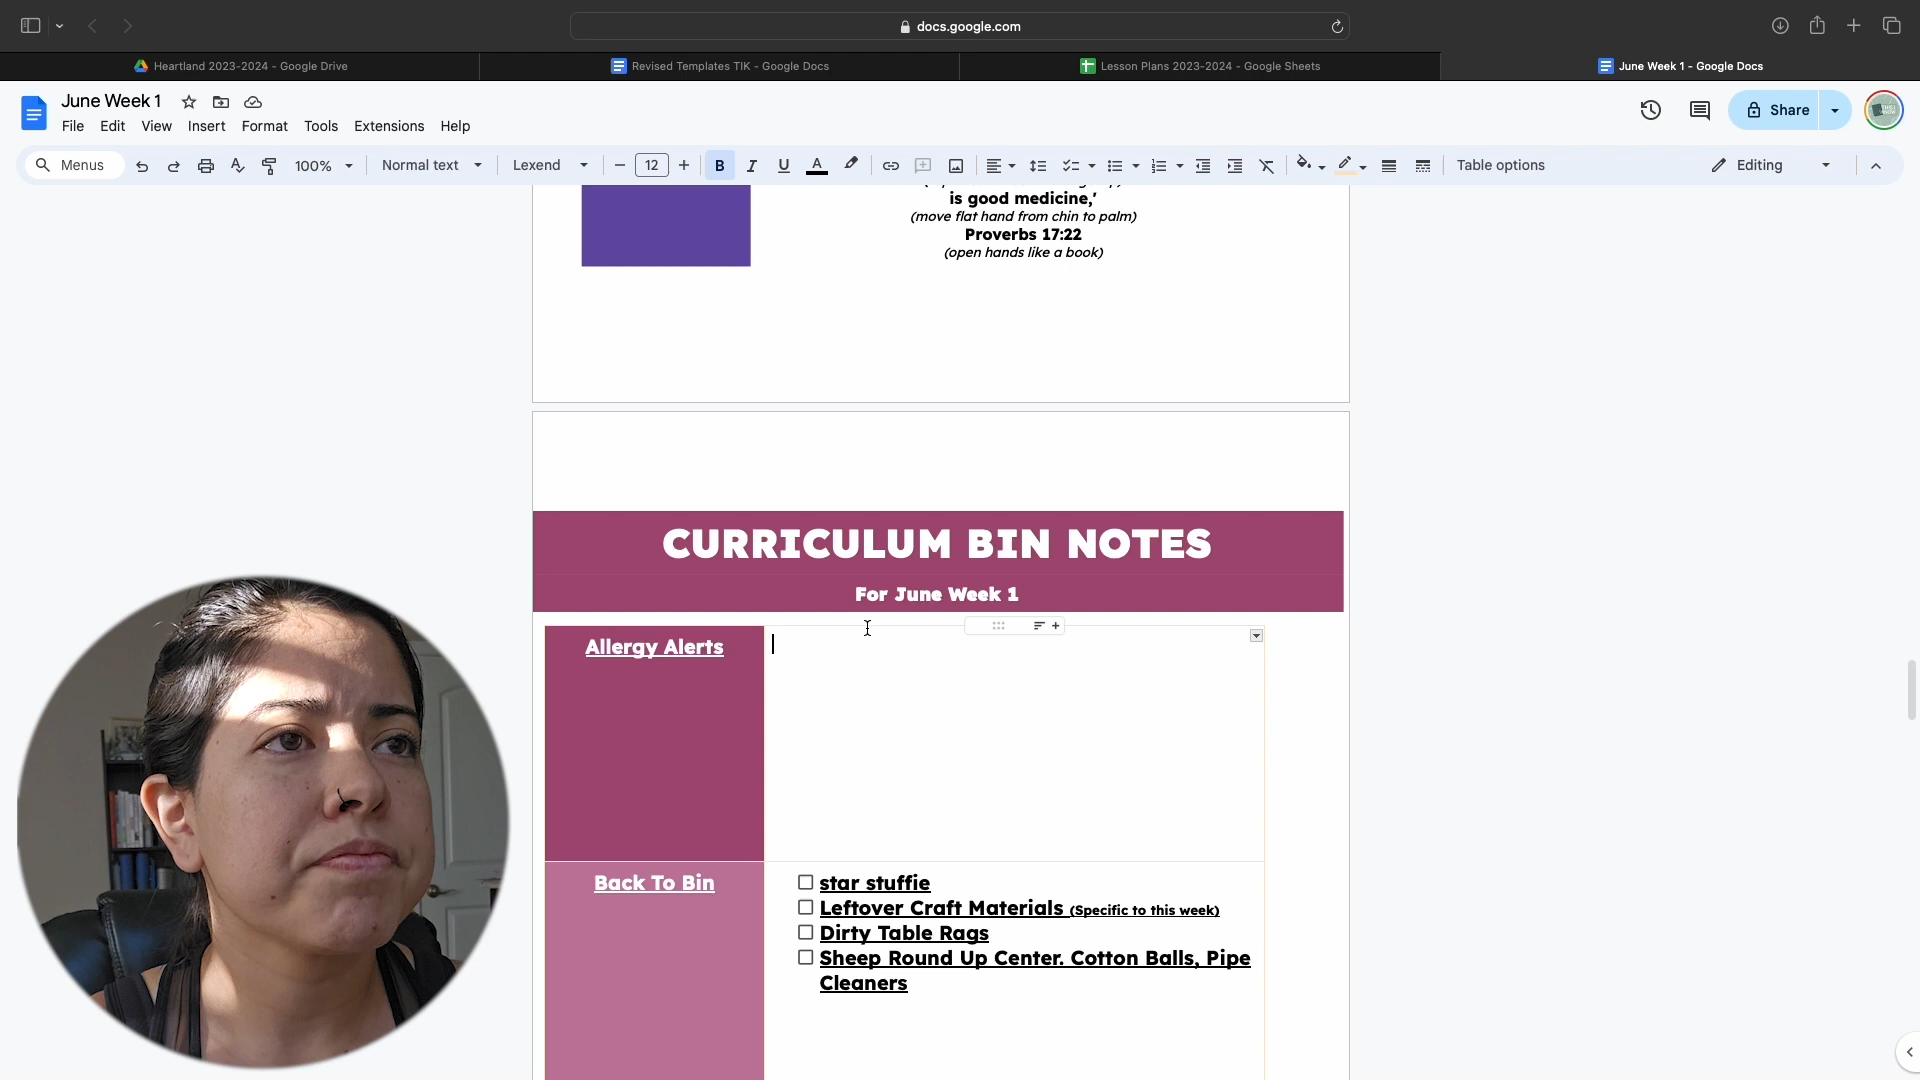 docs.google.com
Heartland 2023-2024 - Google Drive
Revised Templates TIK - Google Docs
Lesson Plans 2023-2024 - Google Sheets
June Week 1 - Google Docs
June Week 1
Share
File Edit View Insert Format Tools Extensions Help
Menus 100% Normal text Lexend 12 B I U A Table options Editing
is good medicine,'
(move flat hand from chin to palm)
Proverbs 17:22
(open hands like a book)
CURRICULUM BIN NOTES
For June Week 1
Allergy Alerts
Back To Bin
star stuffie
Leftover Craft Materials (Specific to this week)
Dirty Table Rags
Sheep Round Up Center. Cotton Balls, Pipe
Cleaners